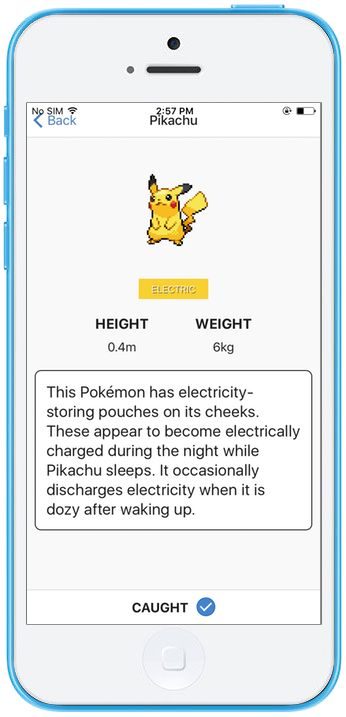 No SIM 2:57 PM
Back Pikachu
ELECTRIC
HEIGHT WEIGHT
0.4m 6kg
This Pokémon has electricity-
storing pouches on its cheeks.
These appear to become electrically
charged during the night while
Pikachu sleeps. It occasionally
discharges electricity when it is
dozy after waking up.
CAUGHT